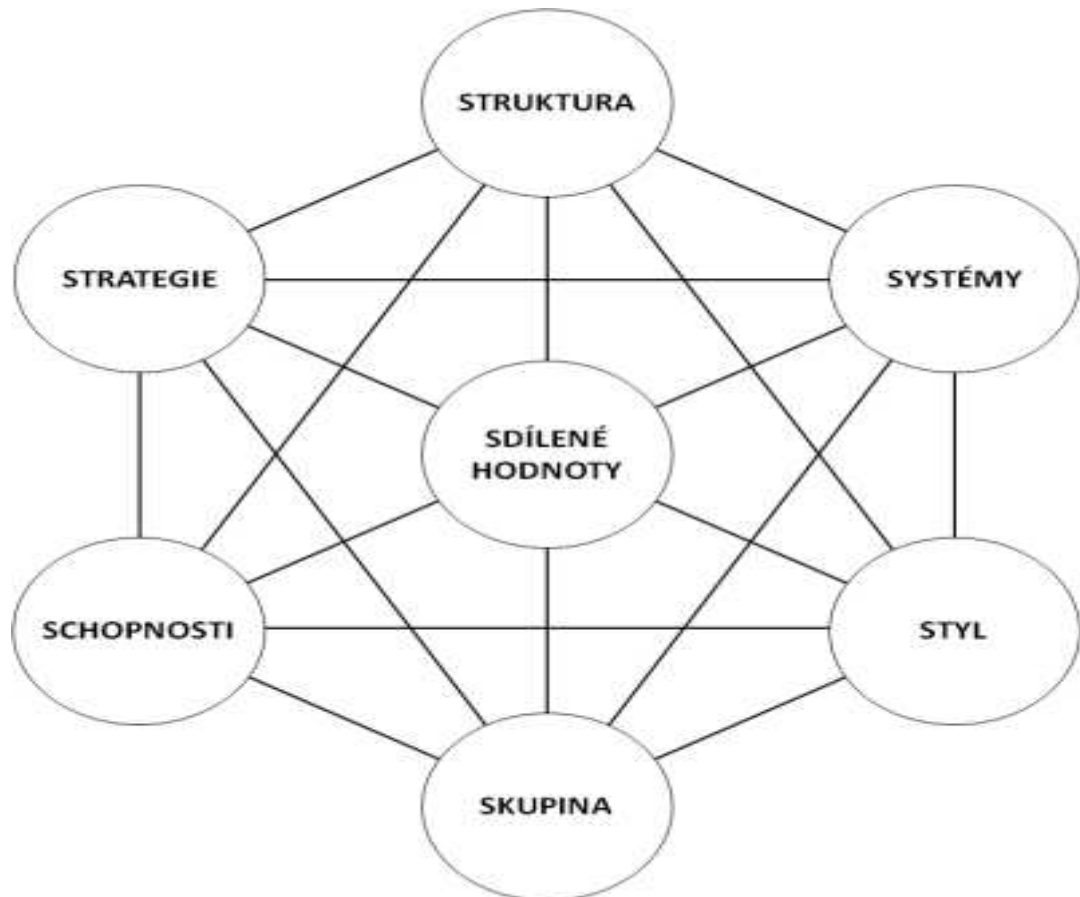 STRUKTURA
STRATEGIE
SYSTÉMY
SDÍLENÉ
HODNOTY
SCHOPNOSTI
STYL
SKUPINA